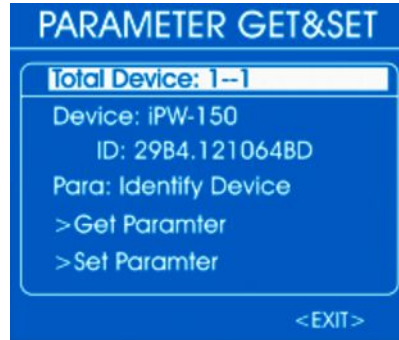 PARAMETER GET&SET
Total Device: 1--1
Device: iPW-150
ID: 29B4.121064BD
Para: Identify Device
>Get Paramter
>Set Paramter
<EXIT>